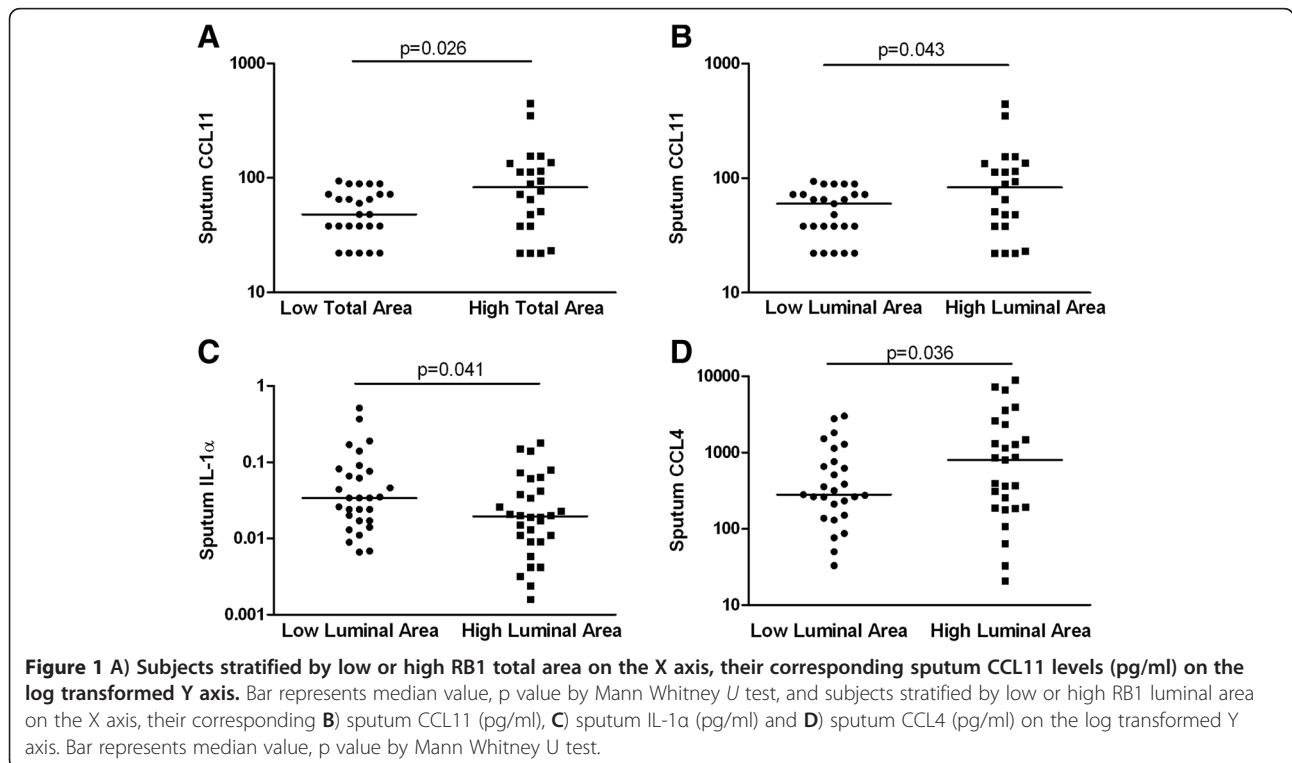 A
p=0.026
1000
100
10
Sputum CCL11
Low Total Area
High Total Area
B
p=0.043
1000
100
10
Sputum CCL11
Low Luminal Area
High Luminal Area
C
p=0.041
1
0.1
0.01
0.001
Sputum IL-1α
Low Luminal Area
High Luminal Area
D
p=0.036
10000
1000
100
10
Sputum CCL4
Low Luminal Area
High Luminal Area
Figure 1 A) Subjects stratified by low or high RB1 total area on the X axis, their corresponding sputum CCL11 levels (pg/ml) on the
log transformed Y axis. Bar represents median value, p value by Mann Whitney U test, and subjects stratified by low or high RB1 luminal area
on the X axis, their corresponding B) sputum CCL11 (pg/ml), C) sputum IL-1α (pg/ml) and D) sputum CCL4 (pg/ml) on the log transformed Y
axis. Bar represents median value, p value by Mann Whitney U test.